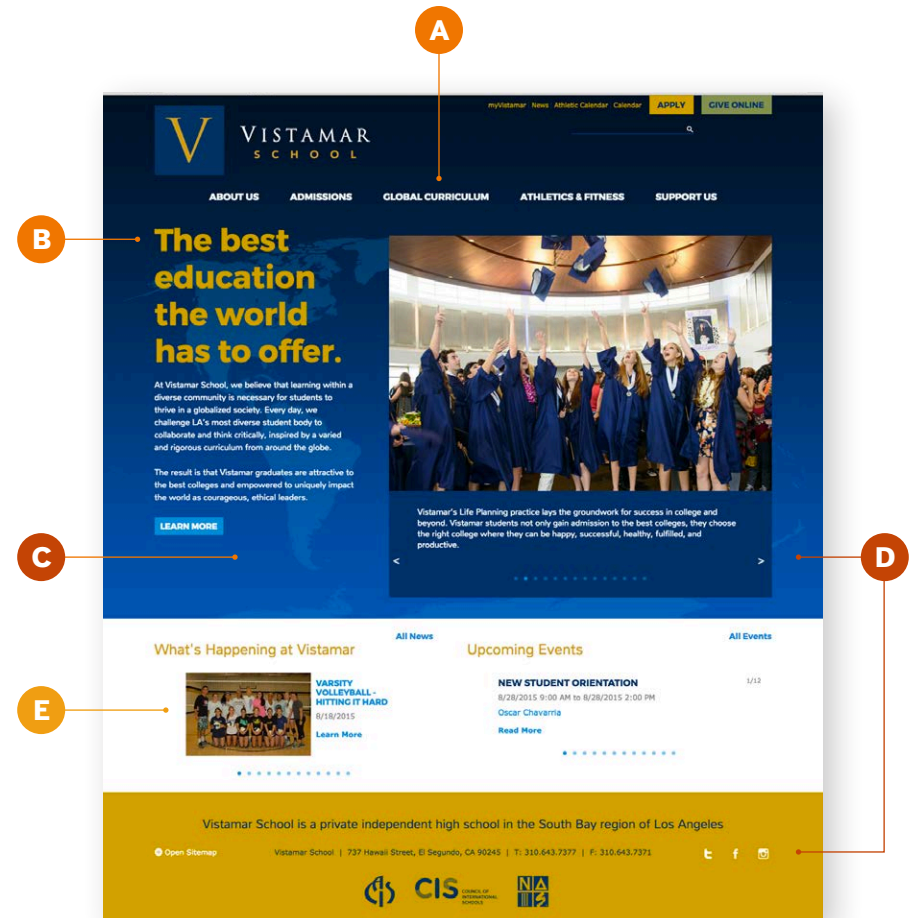 A
myVistamar News Athletic Calendar Calendar APPLY GIVE ONLINE
V
VISTAMAR
SCHOOL
ABOUT US ADMISSIONS GLOBAL CURRICULUM ATHLETICS & FITNESS SUPPORT US
B
The best
education
the world
has to offer.
At Vistamar School, we believe that learning within a
diverse community is necessary for students to
thrive in a globalized society. Every day, we
challenge LA's most diverse student body to
collaborate and think critically, inspired by a varied
and rigorous curriculum from around the globe.
The result is that Vistamar graduates are attractive to
the best colleges and empowered to uniquely impact
the world as courageous, ethical leaders.
LEARN MORE
Vistamar's Life Planning practice lays the groundwork for success in college and
beyond. Vistamar students not only gain admission to the best colleges, they choose
the right college where they can be happy, successful, healthy, fulfilled, and
productive.
< >
C
D
What's Happening at Vistamar
All News
VARSITY
VOLLEYBALL -
HITTING IT HARD
8/18/2015
Learn More
E
Upcoming Events
All Events
NEW STUDENT ORIENTATION
1/12
8/28/2015 9:00 AM to 8/28/2015 2:00 PM
Oscar Chavarria
Read More
Vistamar School is a private independent high school in the South Bay region of Los Angeles
Open Sitemap
Vistamar School | 737 Hawaii Street, El Segundo, CA 90245 | T: 310.643.7377 | F: 310.643.7371
CIS COUNCIL OF
INTERNATIONAL
SCHOOLS
NAIS